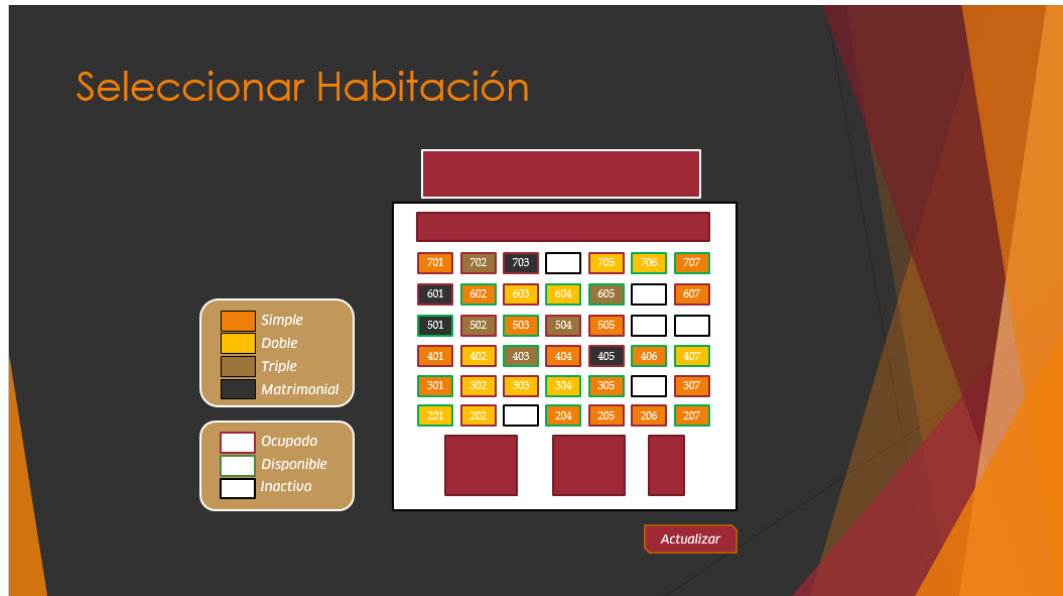 Seleccionar Habitación
701 702 703 705 706 707
601 602 603 604 605 607
501 502 503 504 505
401 402 403 404 405 406 407
301 302 303 304 305 307
201 202 204 205 206 207
Simple
Doble
Triple
Matrimonial
Ocupado
Disponible
Inactivo
Actualizar